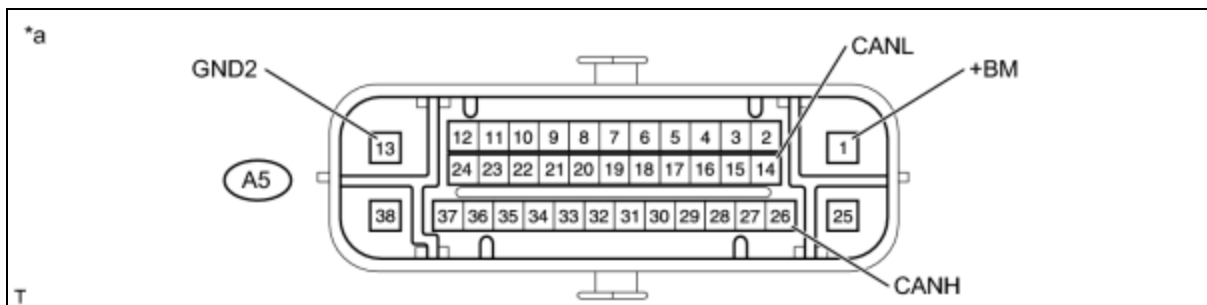 *a
CANL
GND2
+BM
12 11 10 9 8 7 6 5 4 3 2
13
1
24 23 22 21 20 19 18 17 16 15 14
A5
38
37 36 35 34 33 32 31 30 29 28 27 26
25
CANH
T